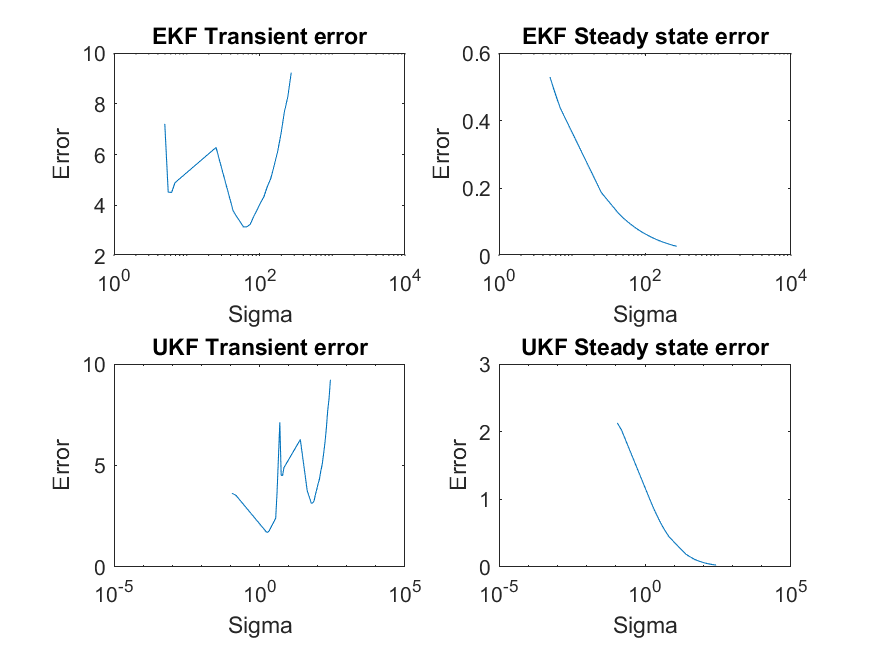 EKF Transient error
10
8
6
4
2
Error
10^0
10^2
10^4
Sigma
EKF Steady state error
0.6
0.4
0.2
0
Error
10^0
10^2
10^4
Sigma
UKF Transient error
10
5
0
Error
10^-5
10^0
10^5
Sigma
UKF Steady state error
3
2
1
0
Error
10^-5
10^0
10^5
Sigma